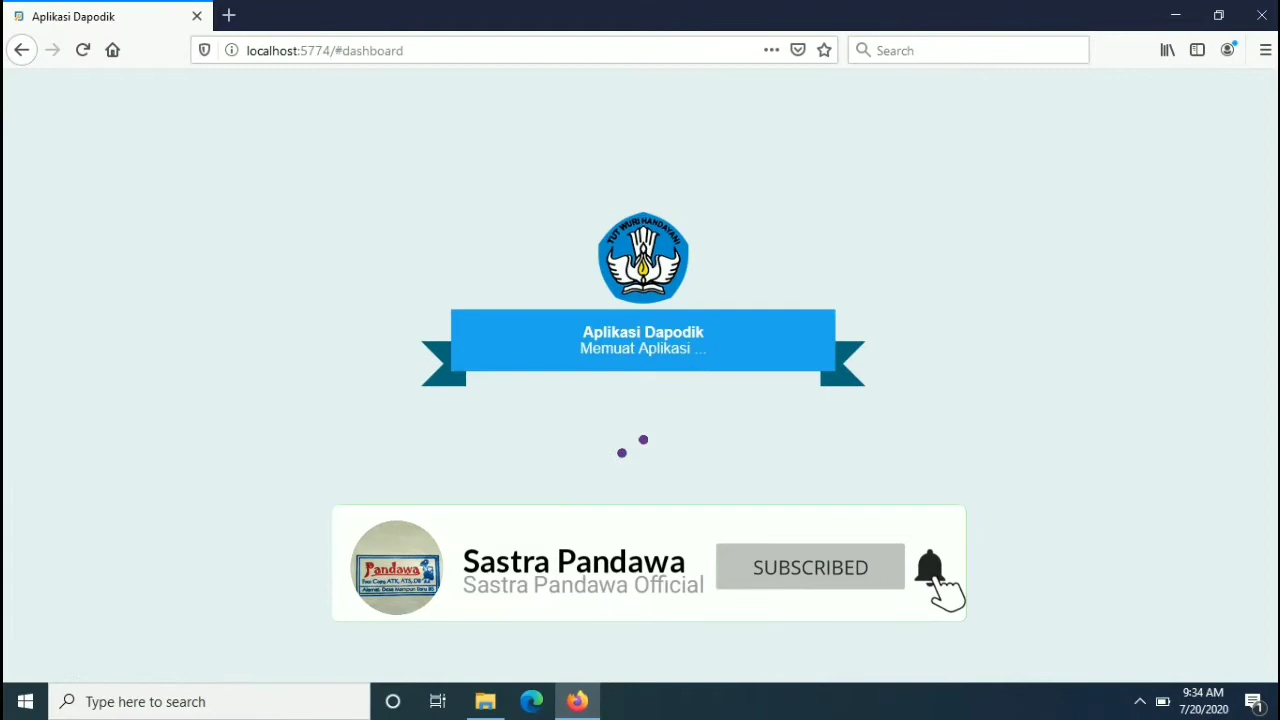 Aplikasi Dapodik
localhost:5774/#dashboard
Search
TUT WURI HANDAYANI
Aplikasi Dapodik
Memuat Aplikasi ...
Pandawa
Sastra Pandawa
Sastra Pandawa Official
SUBSCRIBED
Type here to search
9:34 AM
7/20/2020
1